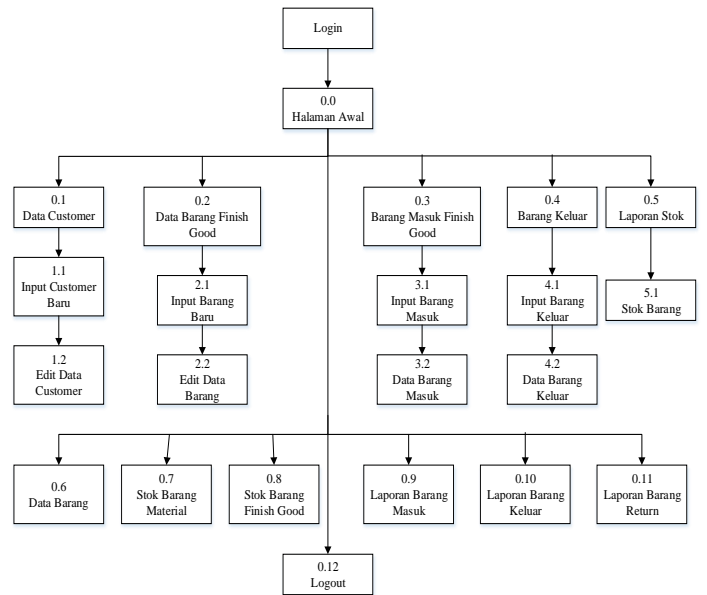 Login
0.0
Halaman Awal
0.1
Data Customer
0.2
Data Barang Finish
Good
0.3
Barang Masuk Finish
Good
0.4
Barang Keluar
0.5
Laporan Stok
1.1
Input Customer
Baru
2.1
Input Barang
Baru
3.1
Input Barang
Masuk
4.1
Input Barang
Keluar
5.1
Stok Barang
1.2
Edit Data
Customer
2.2
Edit Data
Barang
3.2
Data Barang
Masuk
4.2
Data Barang
Keluar
0.6
Data Barang
0.7
Stok Barang
Material
0.8
Stok Barang
Finish Good
0.9
Laporan Barang
Masuk
0.10
Laporan Barang
Keluar
0.11
Laporan Barang
Return
0.12
Logout